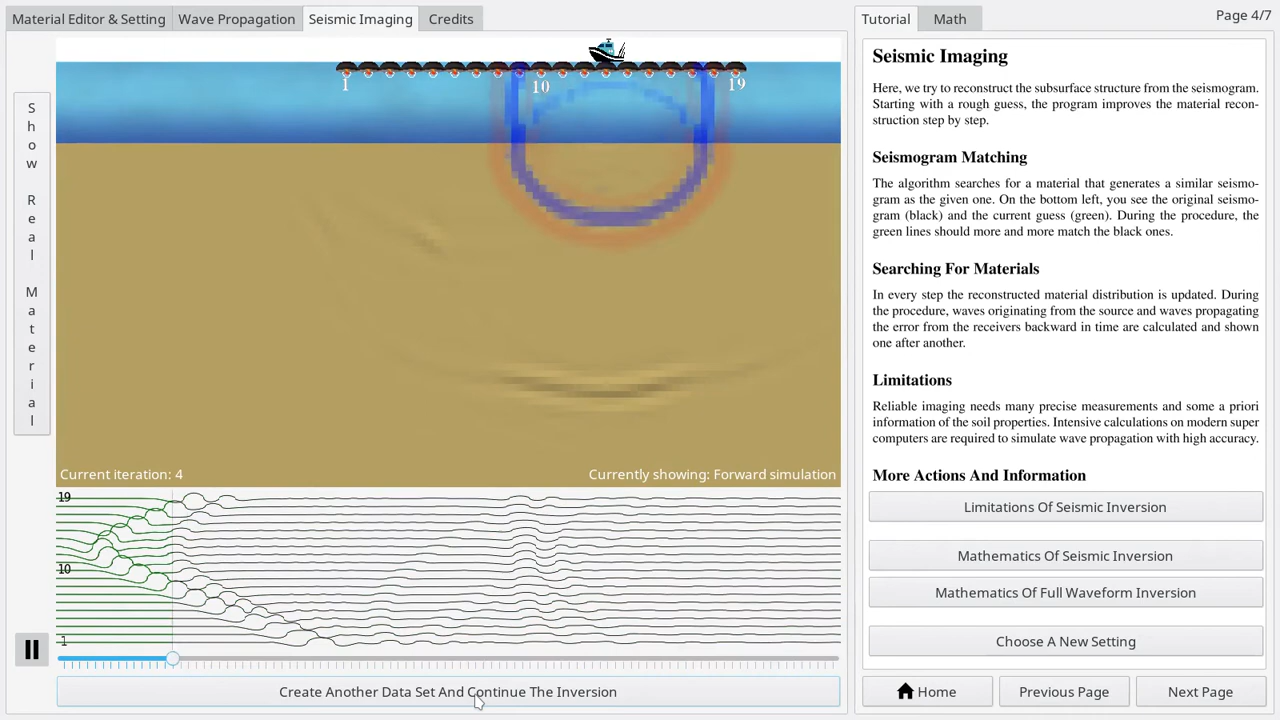 Material Editor & Setting
Wave Propagation
Seismic Imaging
Credits
Tutorial
Math
Page 4/7
Show Real Material
1
10
19
Current iteration: 4
Currently showing: Forward simulation
19
10
1
Create Another Data Set And Continue The Inversion
Seismic Imaging
Here, we try to reconstruct the subsurface structure from the seismogram.
Starting with a rough guess, the program improves the material recon-
struction step by step.
Seismogram Matching
The algorithm searches for a material that generates a similar seismo-
gram as the given one. On the bottom left, you see the original seismo-
gram (black) and the current guess (green). During the procedure, the
green lines should more and more match the black ones.
Searching For Materials
In every step the reconstructed material distribution is updated. During
the procedure, waves originating from the source and waves propagating
the error from the receivers backward in time are calculated and shown
one after another.
Limitations
Reliable imaging needs many precise measurements and some a priori
information of the soil properties. Intensive calculations on modern super
computers are required to simulate wave propagation with high accuracy.
More Actions And Information
Limitations Of Seismic Inversion
Mathematics Of Seismic Inversion
Mathematics Of Full Waveform Inversion
Choose A New Setting
Home
Previous Page
Next Page